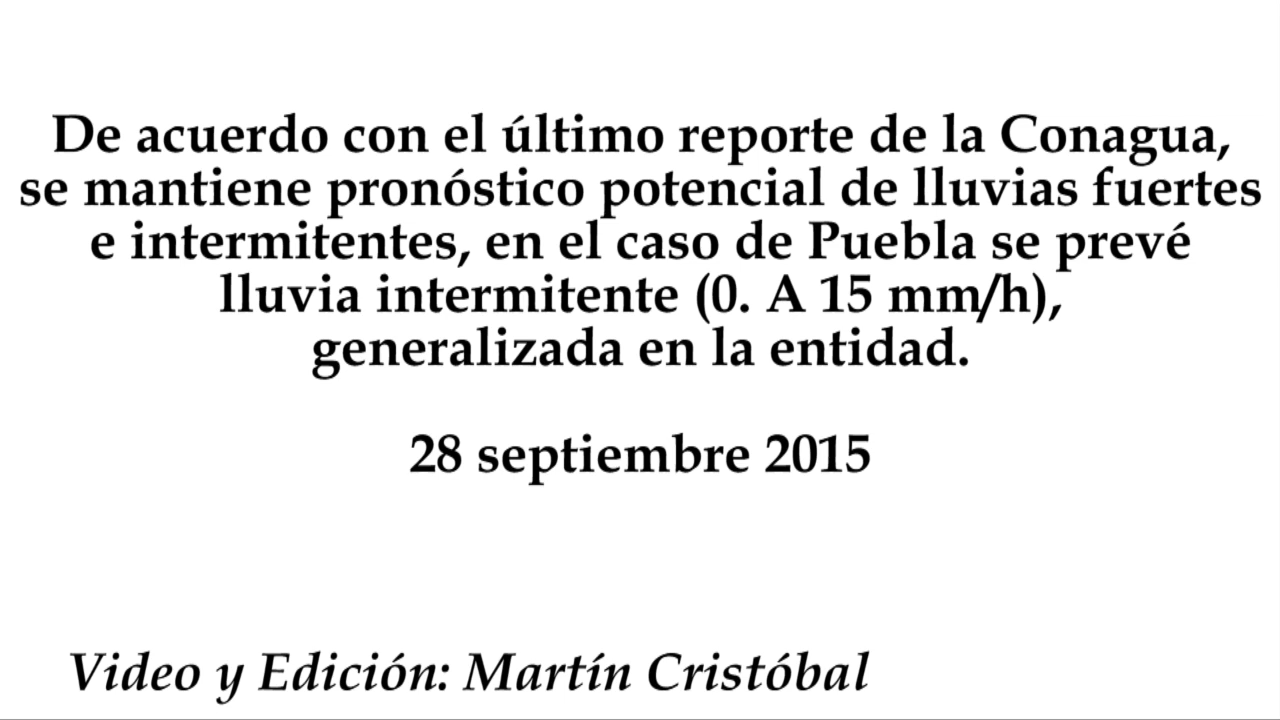 De acuerdo con el último reporte de la Conagua,
se mantiene pronóstico potencial de lluvias fuertes
e intermitentes, en el caso de Puebla se prevé
lluvia intermitente (0. A 15 mm/h),
generalizada en la entidad.
28 septiembre 2015
Video y Edición: Martín Cristóbal